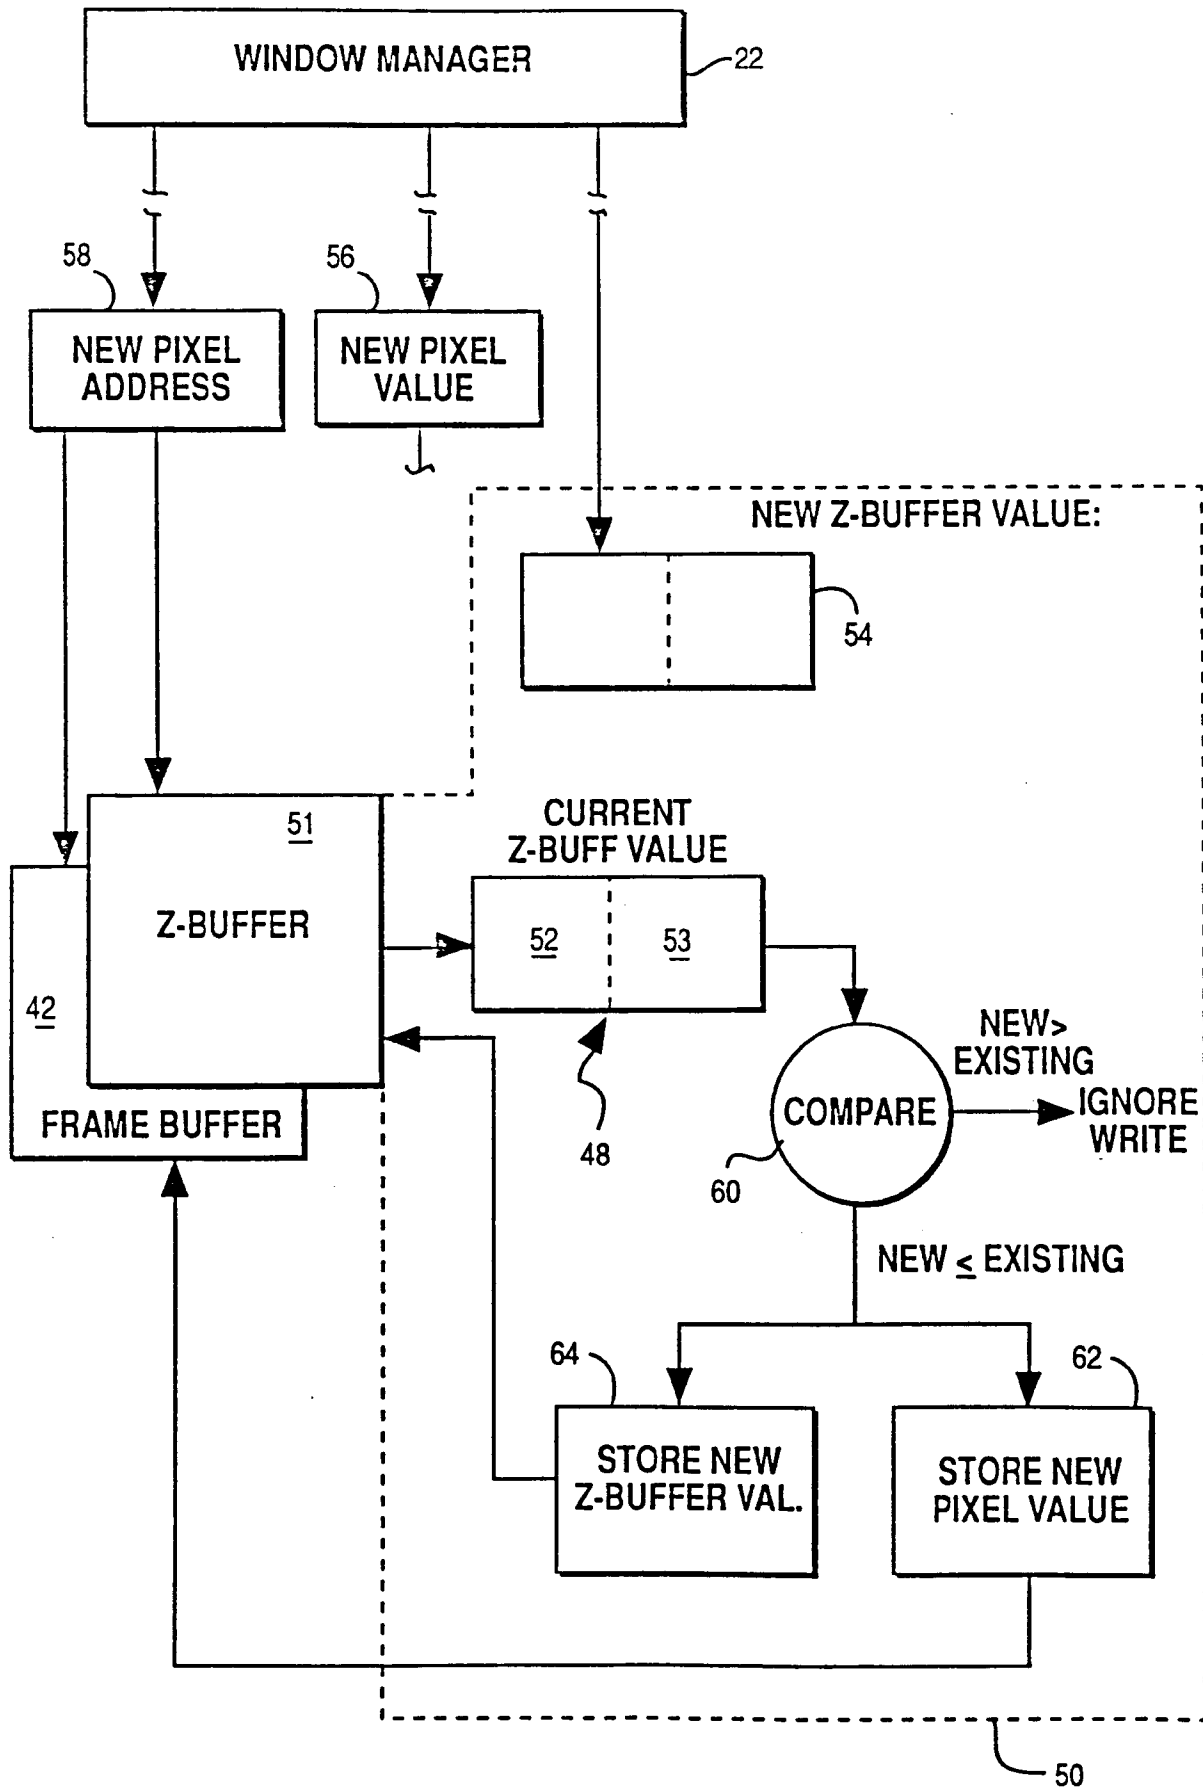 WINDOW MANAGER
22
58
56
NEW PIXEL
ADDRESS
NEW PIXEL
VALUE
NEW Z-BUFFER VALUE:
54
51
Z-BUFFER
CURRENT
Z-BUFF VALUE
52
53
42
FRAME BUFFER
48
COMPARE
60
NEW>
EXISTING
IGNORE
WRITE
NEW ≤ EXISTING
64
62
STORE NEW
Z-BUFFER VAL.
STORE NEW
PIXEL VALUE
50